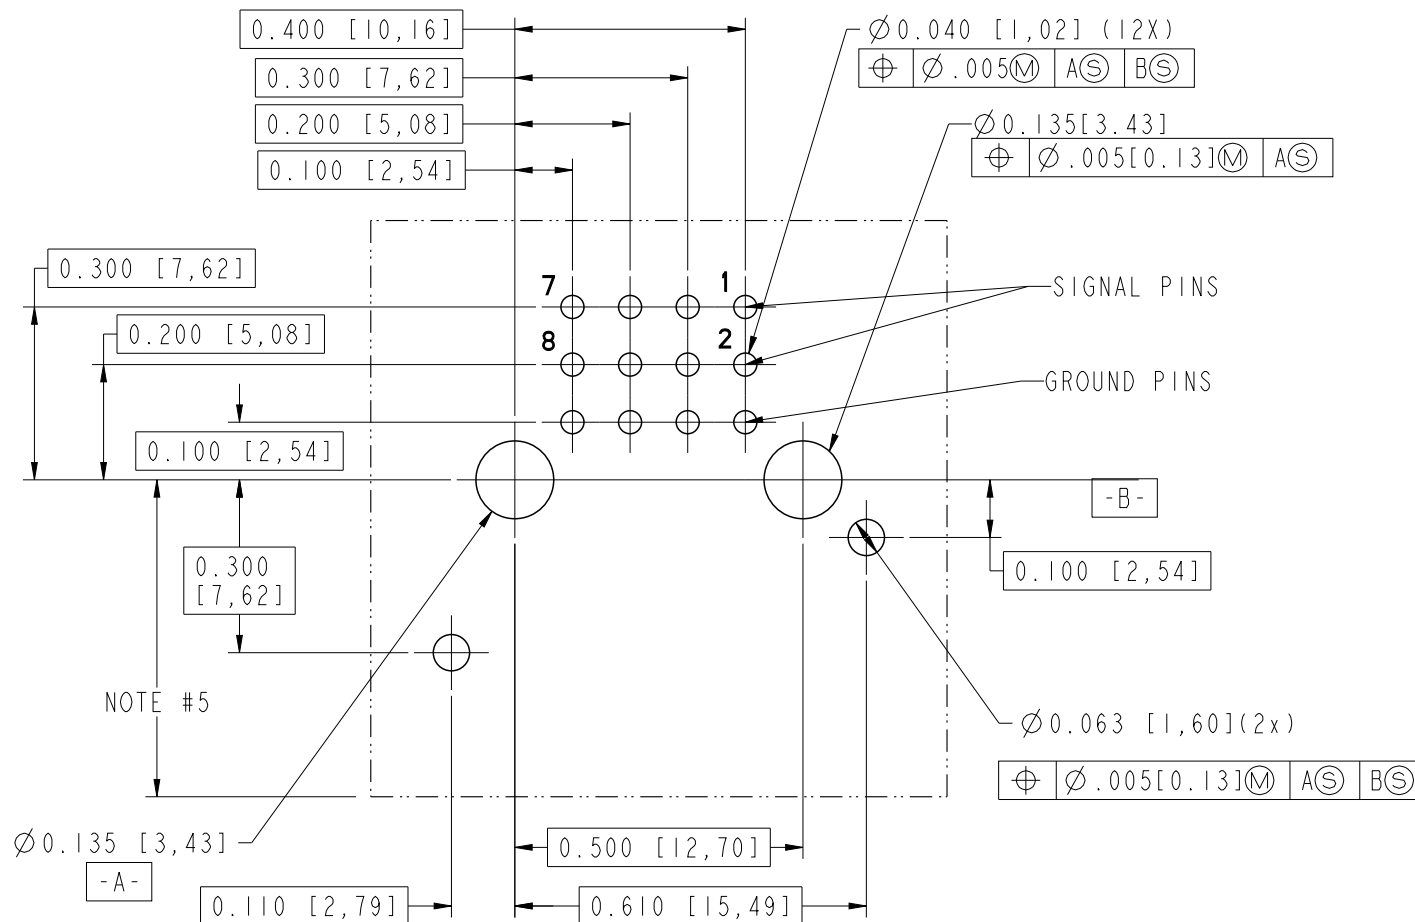 0.400 [10,16]
0.300 [7,62]
0.200 [5,08]
0.100 [2,54]
Ø0.040 [1,02] (12X)
⌖ Ø.005Ⓜ AⓈ BⓈ
Ø0.135[3.43]
⌖ Ø.005[0.13]Ⓜ AⓈ
0.300 [7,62]
7 1
SIGNAL PINS
0.200 [5,08]
8 2
GROUND PINS
0.100 [2,54]
-B-
0.300
[7,62]
0.100 [2,54]
NOTE #5
Ø0.063 [1,60](2x)
⌖ Ø.005[0.13]Ⓜ AⓈ BⓈ
Ø0.135 [3,43]
-A-
0.500 [12,70]
0.110 [2,79]
0.610 [15,49]